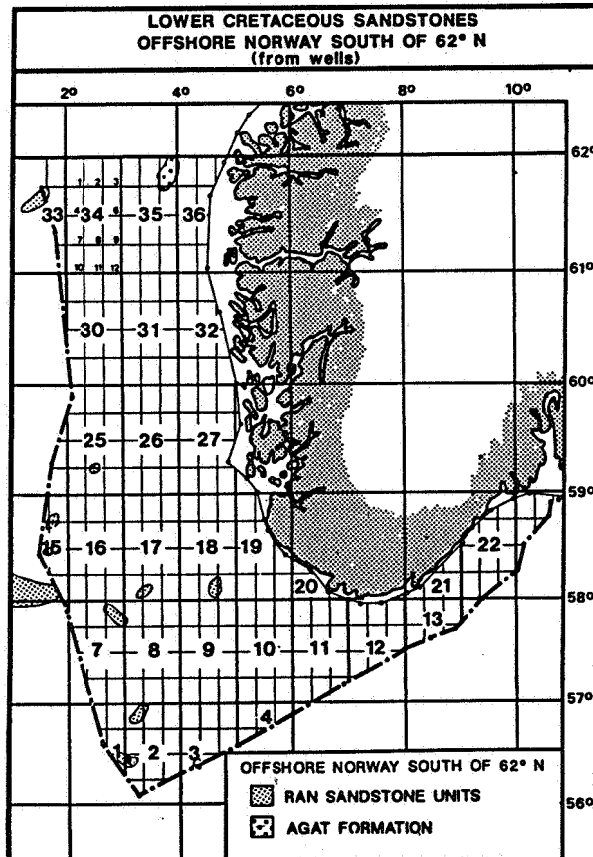 LOWER CRETACEOUS SANDSTONES
OFFSHORE NORWAY SOUTH OF 62° N
(from wells)
2° 4° 6° 8° 10°
62°
1 2 3
33 4 34 6 35 36
7 8 9
10 11 12
61°
30 31 32
60°
25 26 27
59°
15 16 17 18 19 22
20 21
58°
13
7 8 9 10 11 12
57°
4
1 2 3
OFFSHORE NORWAY SOUTH OF 62° N
RAN SANDSTONE UNITS
56°
AGAT FORMATION